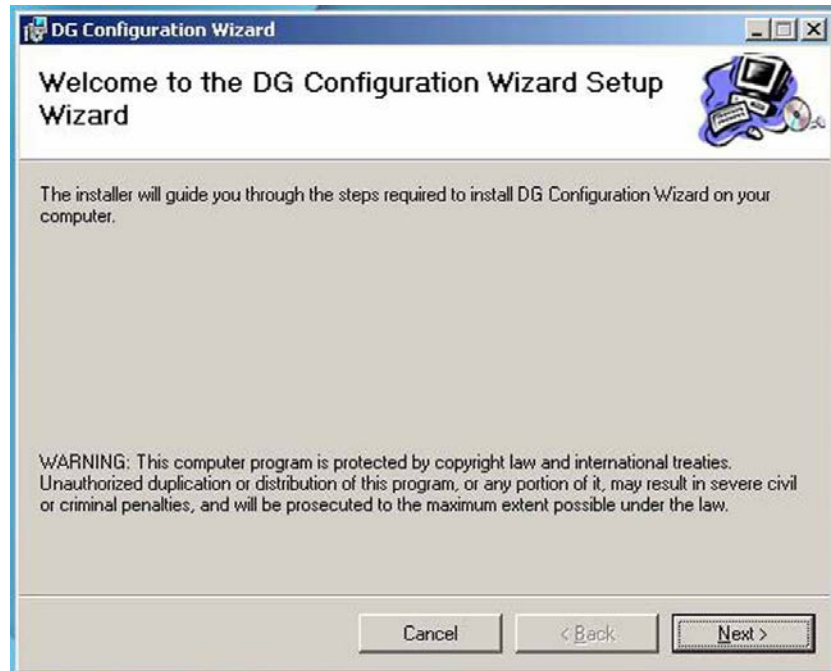 DG Configuration Wizard
Welcome to the DG Configuration Wizard Setup
Wizard
The installer will guide you through the steps required to install DG Configuration Wizard on your
computer.
WARNING: This computer program is protected by copyright law and international treaties.
Unauthorized duplication or distribution of this program, or any portion of it, may result in severe civil
or criminal penalties, and will be prosecuted to the maximum extent possible under the law.
Cancel
< Back
Next >